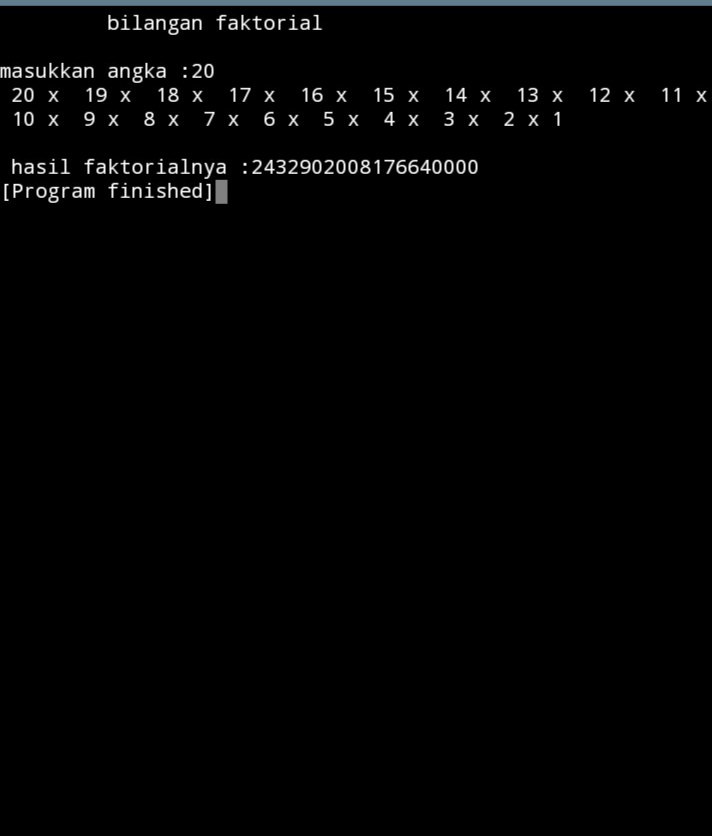 bilangan faktorial
masukkan angka :20
20 x 19 x 18 x 17 x 16 x 15 x 14 x 13 x 12 x 11 x
10 x 9 x 8 x 7 x 6 x 5 x 4 x 3 x 2 x 1
hasil faktorialnya :2432902008176640000
[Program finished]